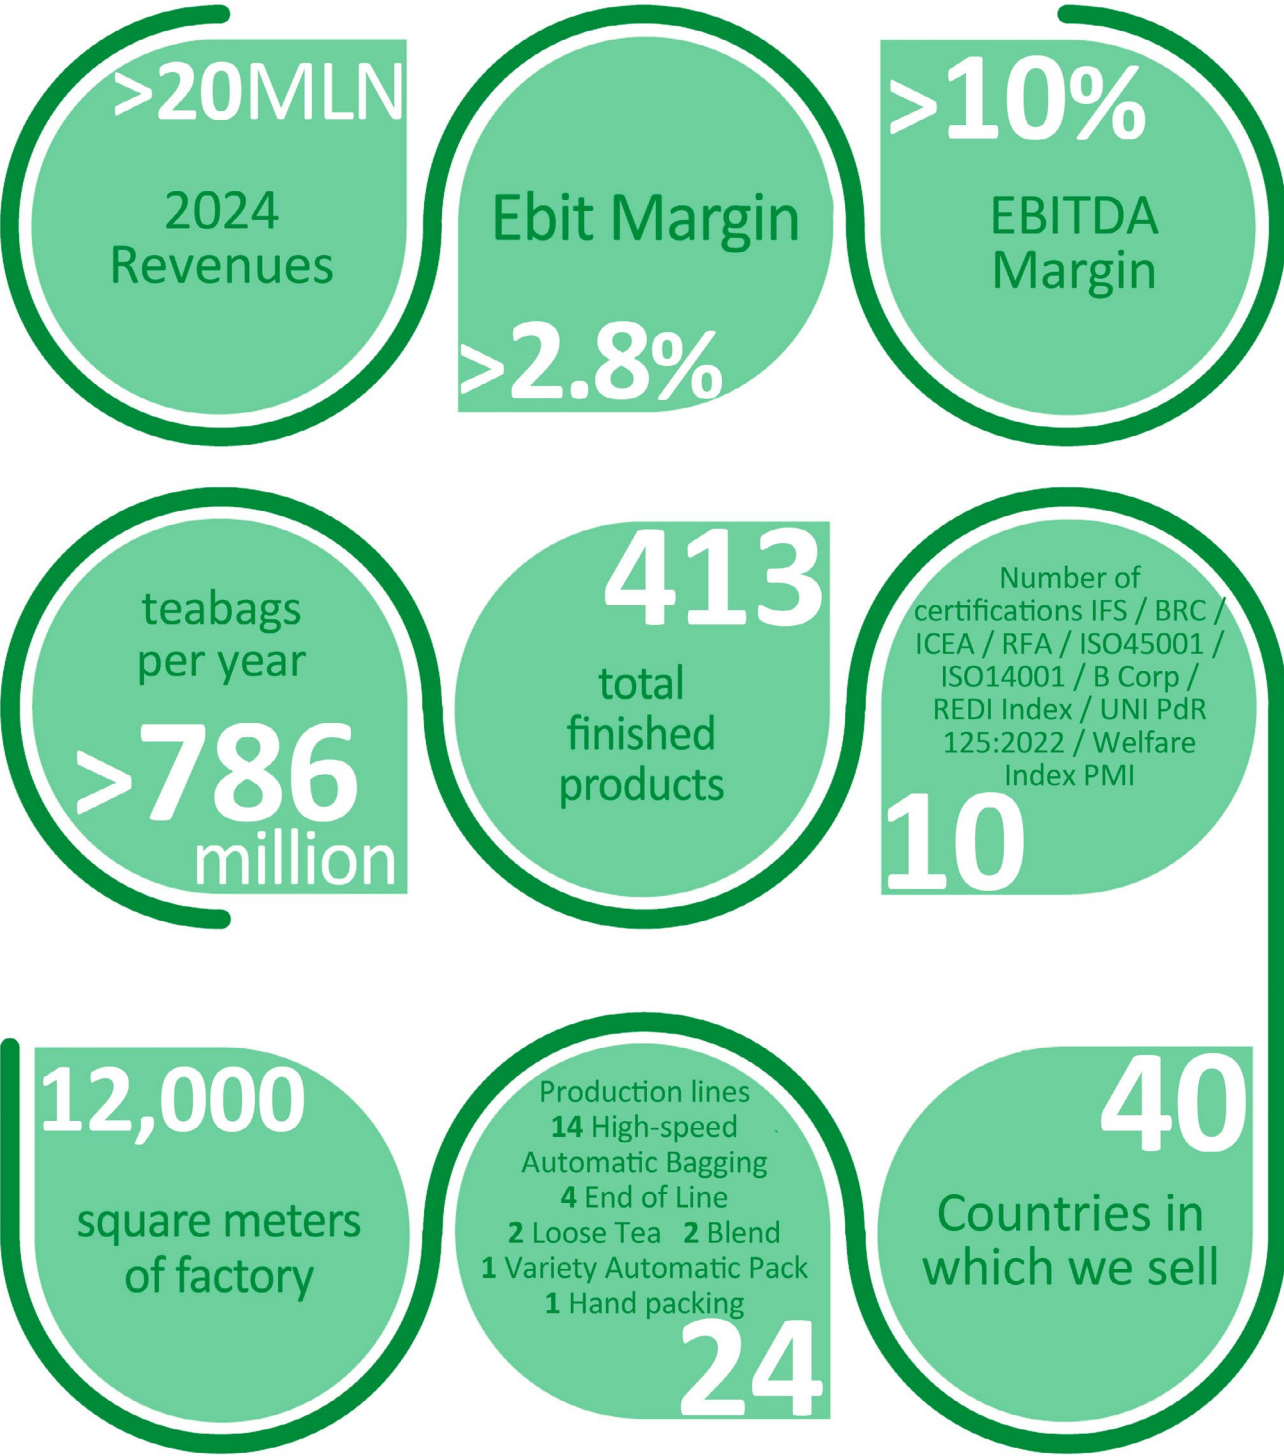 >20MLN
2024
Revenues
Ebit Margin
>2.8%
>10%
EBITDA
Margin
teabags
per year
>786
million
413
total
finished
products
Number of
certifications IFS / BRC /
ICEA / RFA / ISO45001 /
ISO14001 / B Corp /
REDI Index / UNI PdR
125:2022 / Welfare
Index PMI
10
12,000
square meters
of factory
Production lines
14 High-speed
Automatic Bagging
4 End of Line
2 Loose Tea 2 Blend
1 Variety Automatic Pack
1 Hand packing
24
40
Countries in
which we sell